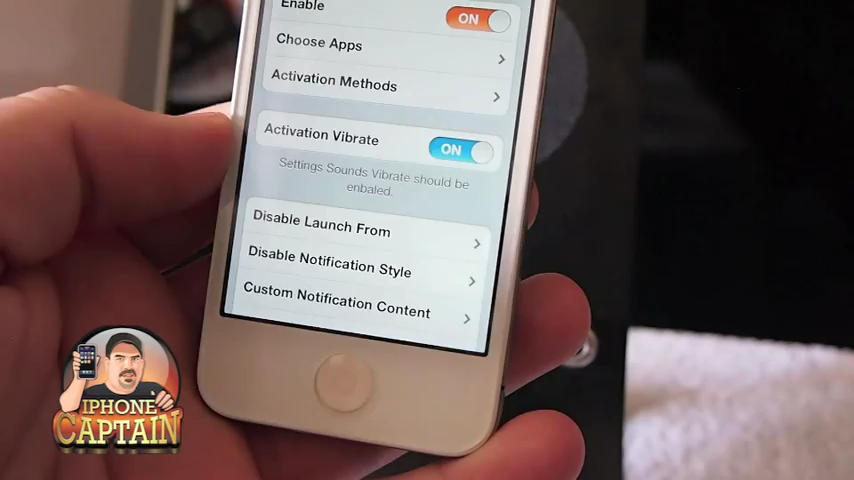 Enable
ON
Choose Apps
Activation Methods
Activation Vibrate
ON
Settings Sounds Vibrate should be
enbaled.
Disable Launch From
Disable Notification Style
Custom Notification Content
IPHONE
CAPTAIN